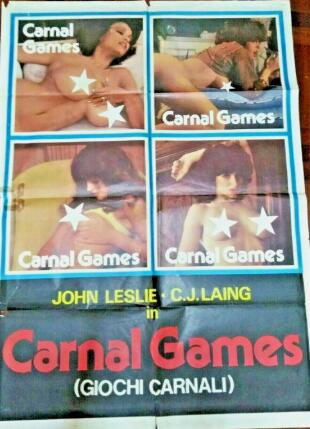 Carnal
Games
Carnal Games
Carnal Games
Carnal Games
JOHN LESLIE · C.J. LAING
in
Carnal Games
(GIOCHI CARNALI)